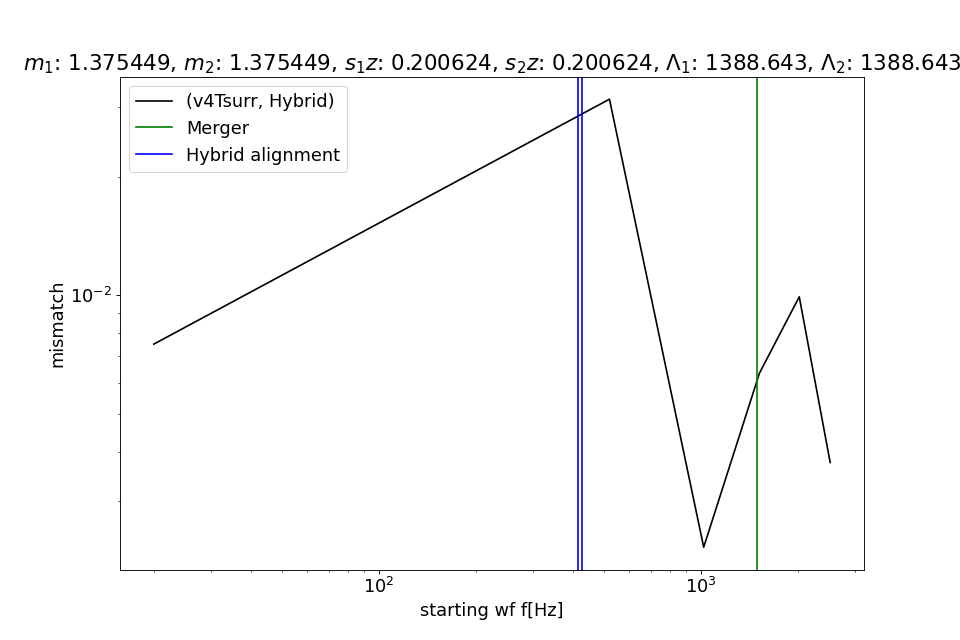 m₁: 1.375449, m₂: 1.375449, s₁z: 0.200624, s₂z: 0.200624, Λ₁: 1388.643, Λ₂: 1388.643
(v4Tsurr, Hybrid)
Merger
Hybrid alignment
mismatch
10⁻²
10² 10³
starting wf f[Hz]